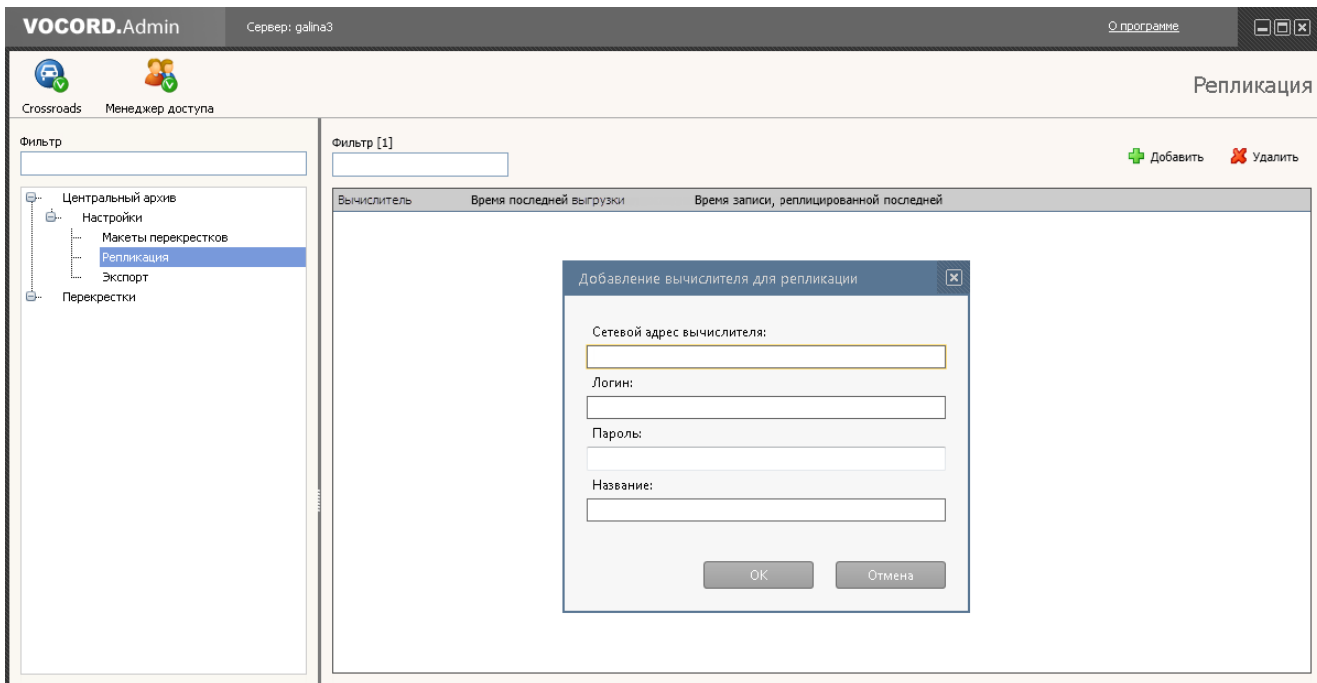 VOCORD.Admin Сервер: galina3 О программе
Crossroads Менеджер доступа Репликация
Фильтр Фильтр [1] Добавить Удалить
Центральный архив
Настройки
Макеты перекрестков
Репликация
Экспорт
Перекрестки
Вычислитель Время последней выгрузки Время записи, реплицированной последней
Добавление вычислителя для репликации
Сетевой адрес вычислителя:
Логин:
Пароль:
Название:
OK Отмена